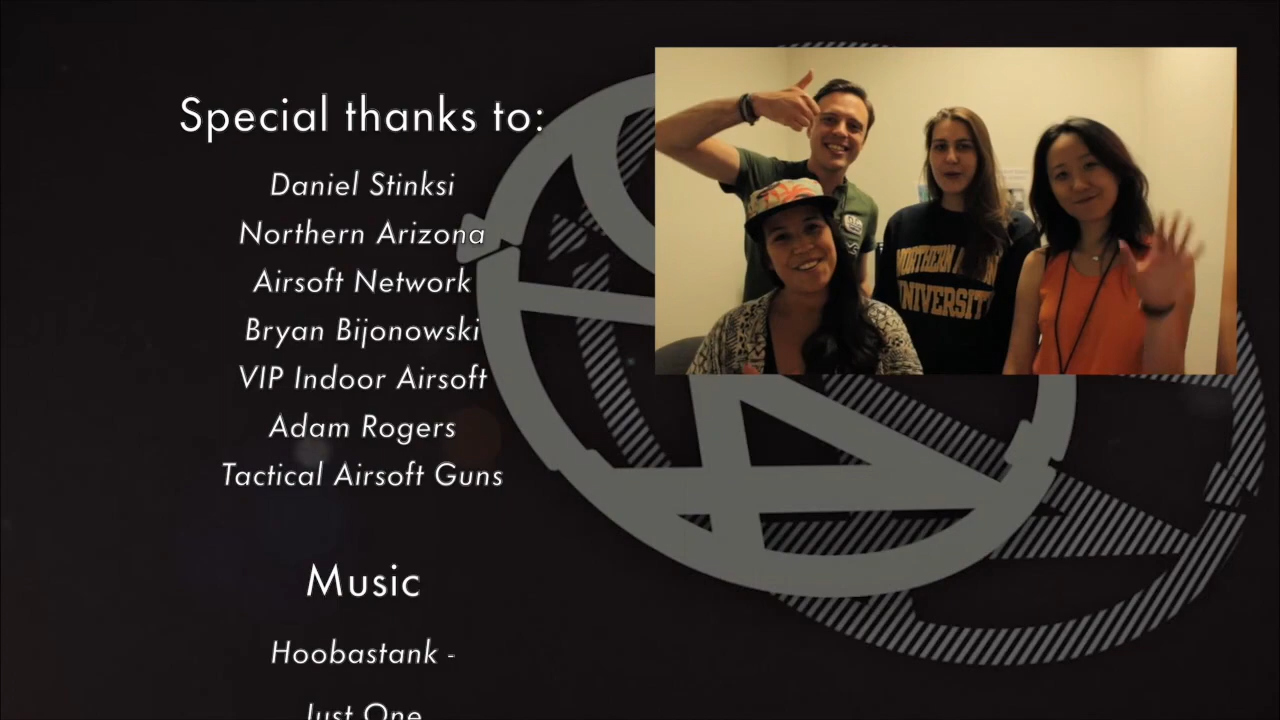 Special thanks to:
Daniel Stinksi
Northern Arizona
Airsoft Network
Bryan Bijonowski
VIP Indoor Airsoft
Adam Rogers
Tactical Airsoft Guns
Music
Hoobastank -
Just One
NORTHERN
UNIVERSITY